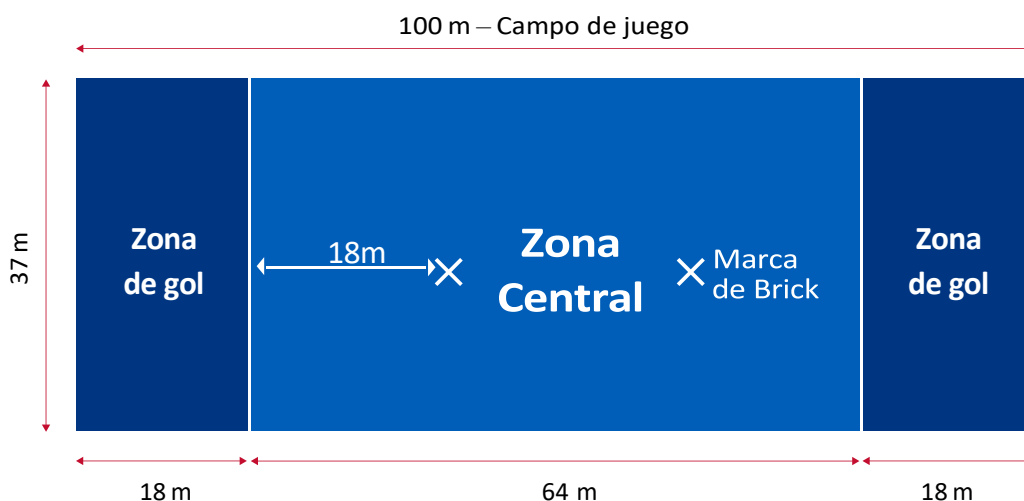 100 m – Campo de juego
37 m
Zona
de gol
18m
Zona
Central
Marca
de Brick
Zona
de gol
18 m
64 m
18 m